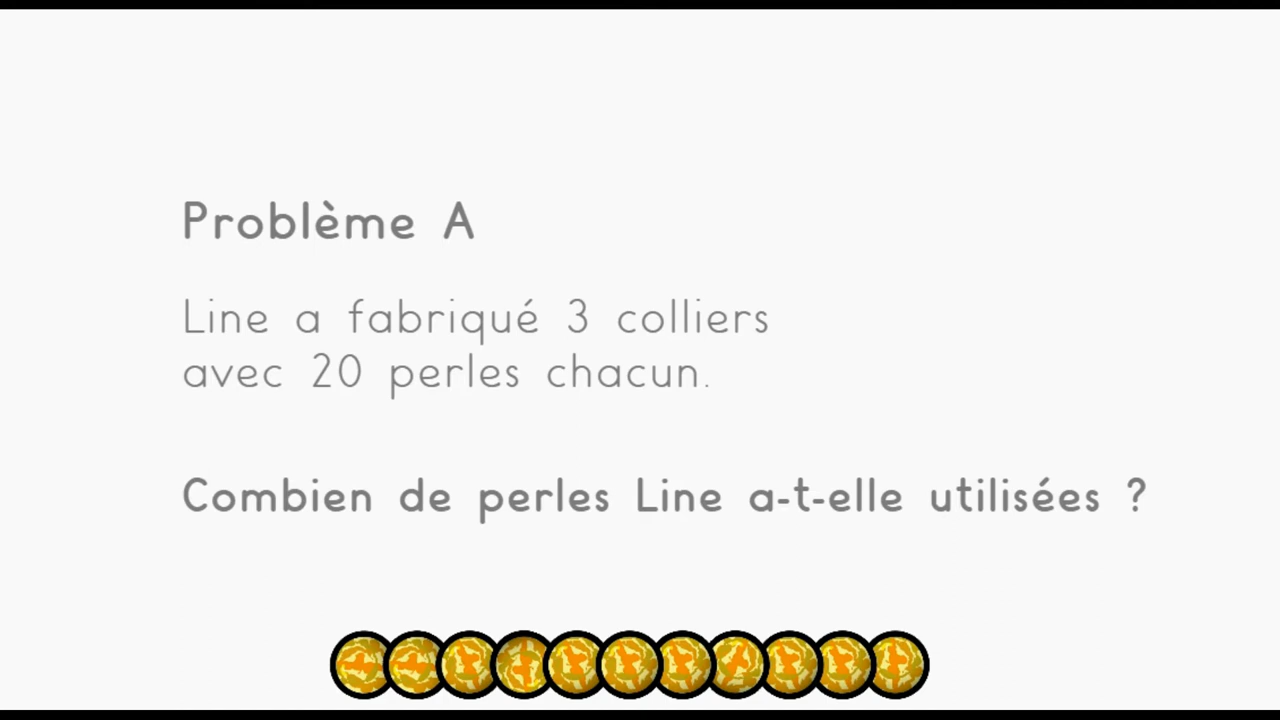 Problème A
Line a fabriqué 3 colliers
avec 20 perles chacun.
Combien de perles Line a-t-elle utilisées ?